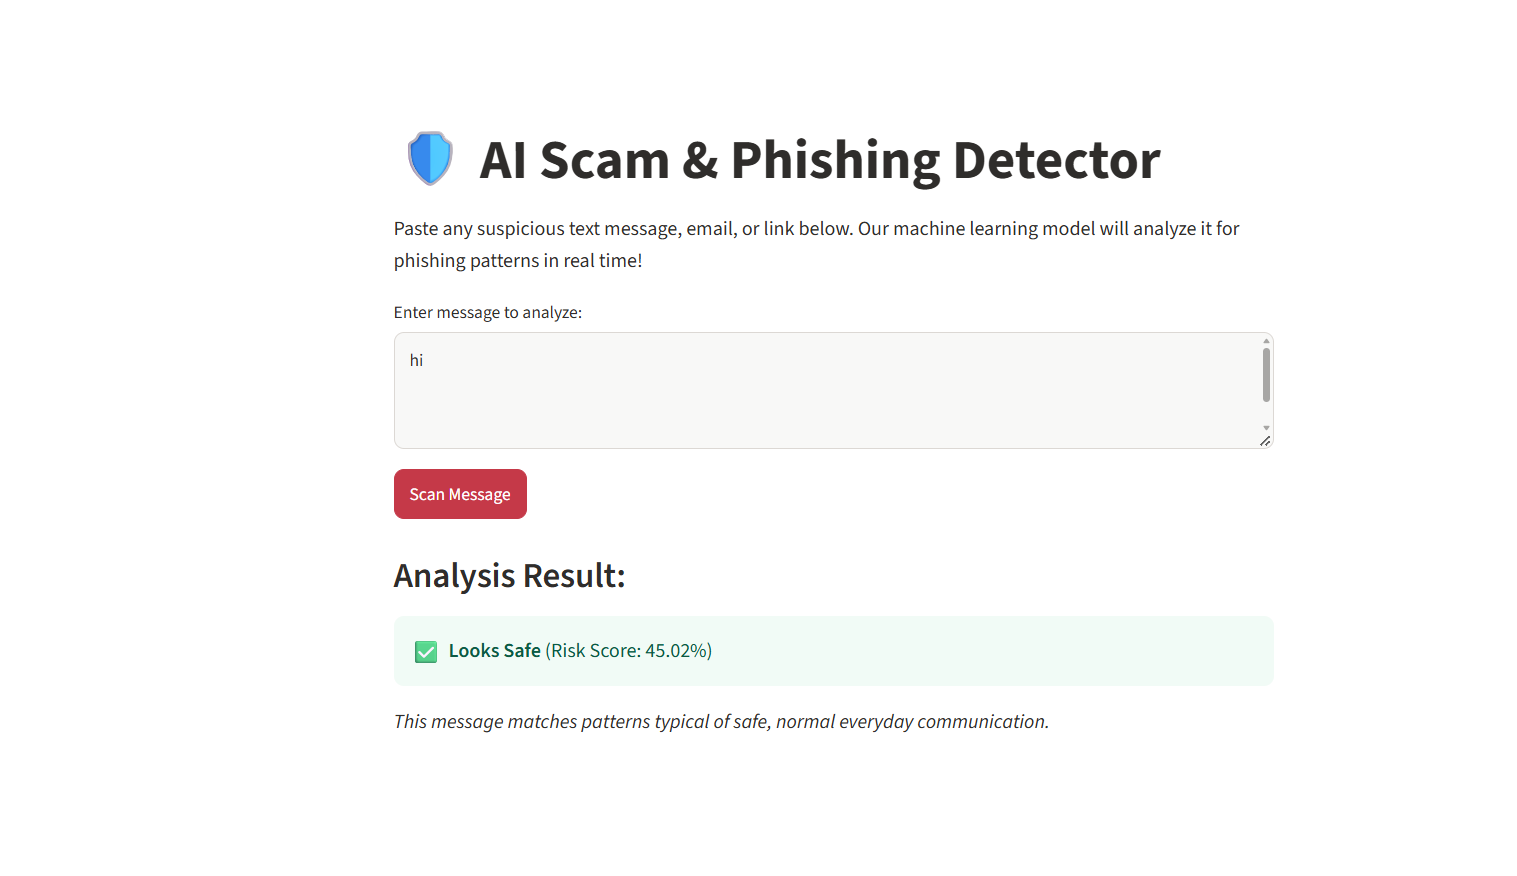 AI Scam & Phishing Detector
Paste any suspicious text message, email, or link below. Our machine learning model will analyze it for
phishing patterns in real time!
Enter message to analyze:
hi
Scan Message
Analysis Result:
Looks Safe (Risk Score: 45.02%)
This message matches patterns typical of safe, normal everyday communication.